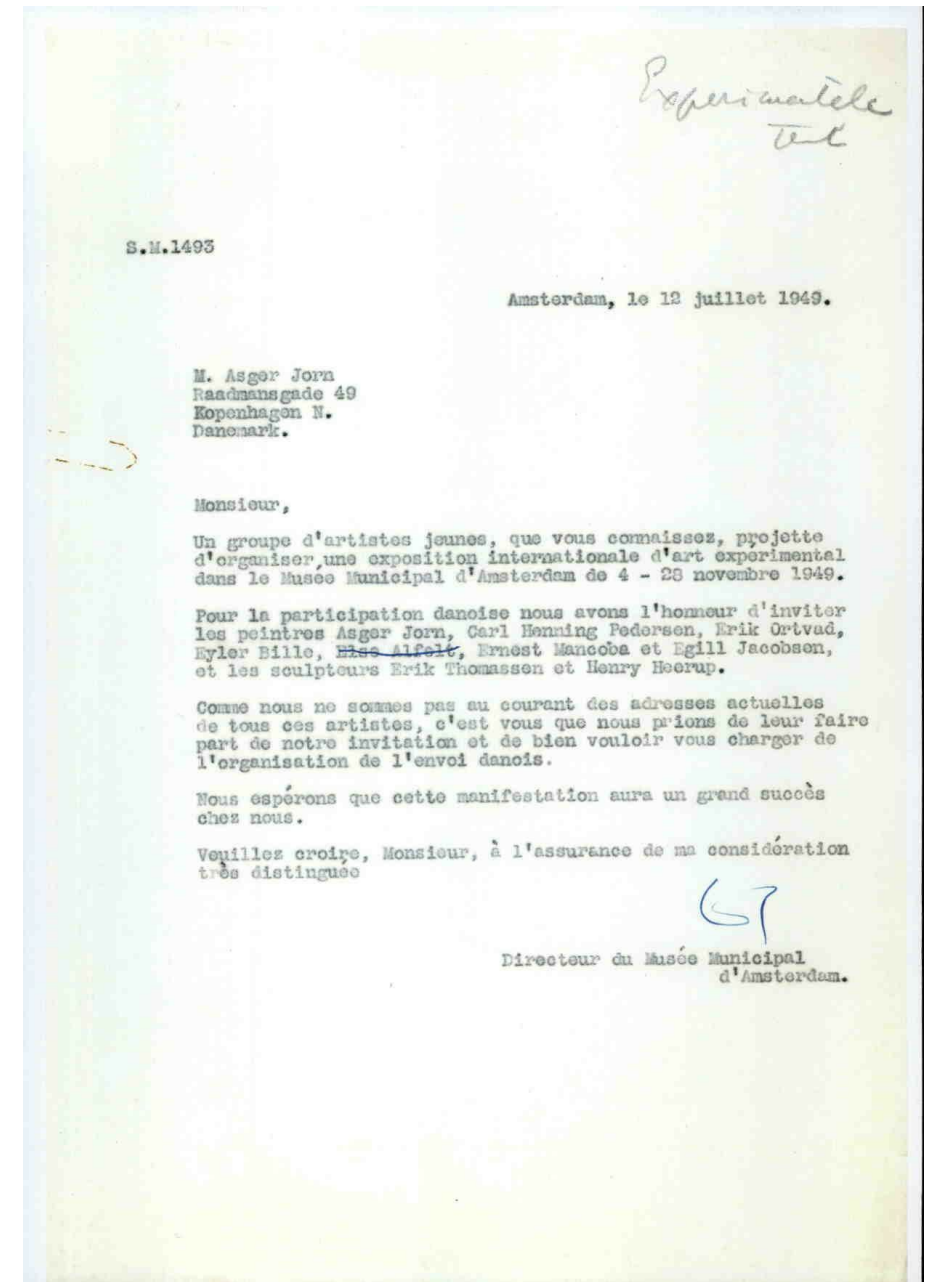 Experimentele
Tent
S.M.1493
Amsterdam, le 12 juillet 1949.
M. Asger Jorn
Raadmansgade 49
Kopenhagen N.
Danemark.
Monsieur,
Un groupe d'artistes jeunes, que vous connaissez, projette
d'organiser une exposition internationale d'art experimental
dans le Musee Municipal d'Amsterdam de 4 - 28 novembre 1949.
Pour la participation danoise nous avons l'honneur d'inviter
les peintres Asger Jorn, Carl Henning Pedersen, Erik Ortvad,
Eyler Bille, Else Alfelt, Ernest Mancoba et Egill Jacobsen,
et les sculpteurs Erik Thomassen et Henry Heerup.
Comme nous ne sommes pas au courant des adresses actuelles
de tous ces artistes, c'est vous que nous prions de leur faire
part de notre invitation et de bien vouloir vous charger de
l'organisation de l'envoi danois.
Nous espérons que cette manifestation aura un grand succès
chez nous.
Veuillez croire, Monsieur, à l'assurance de ma considération
très distinguée
Directeur du Musée Municipal
d'Amsterdam.